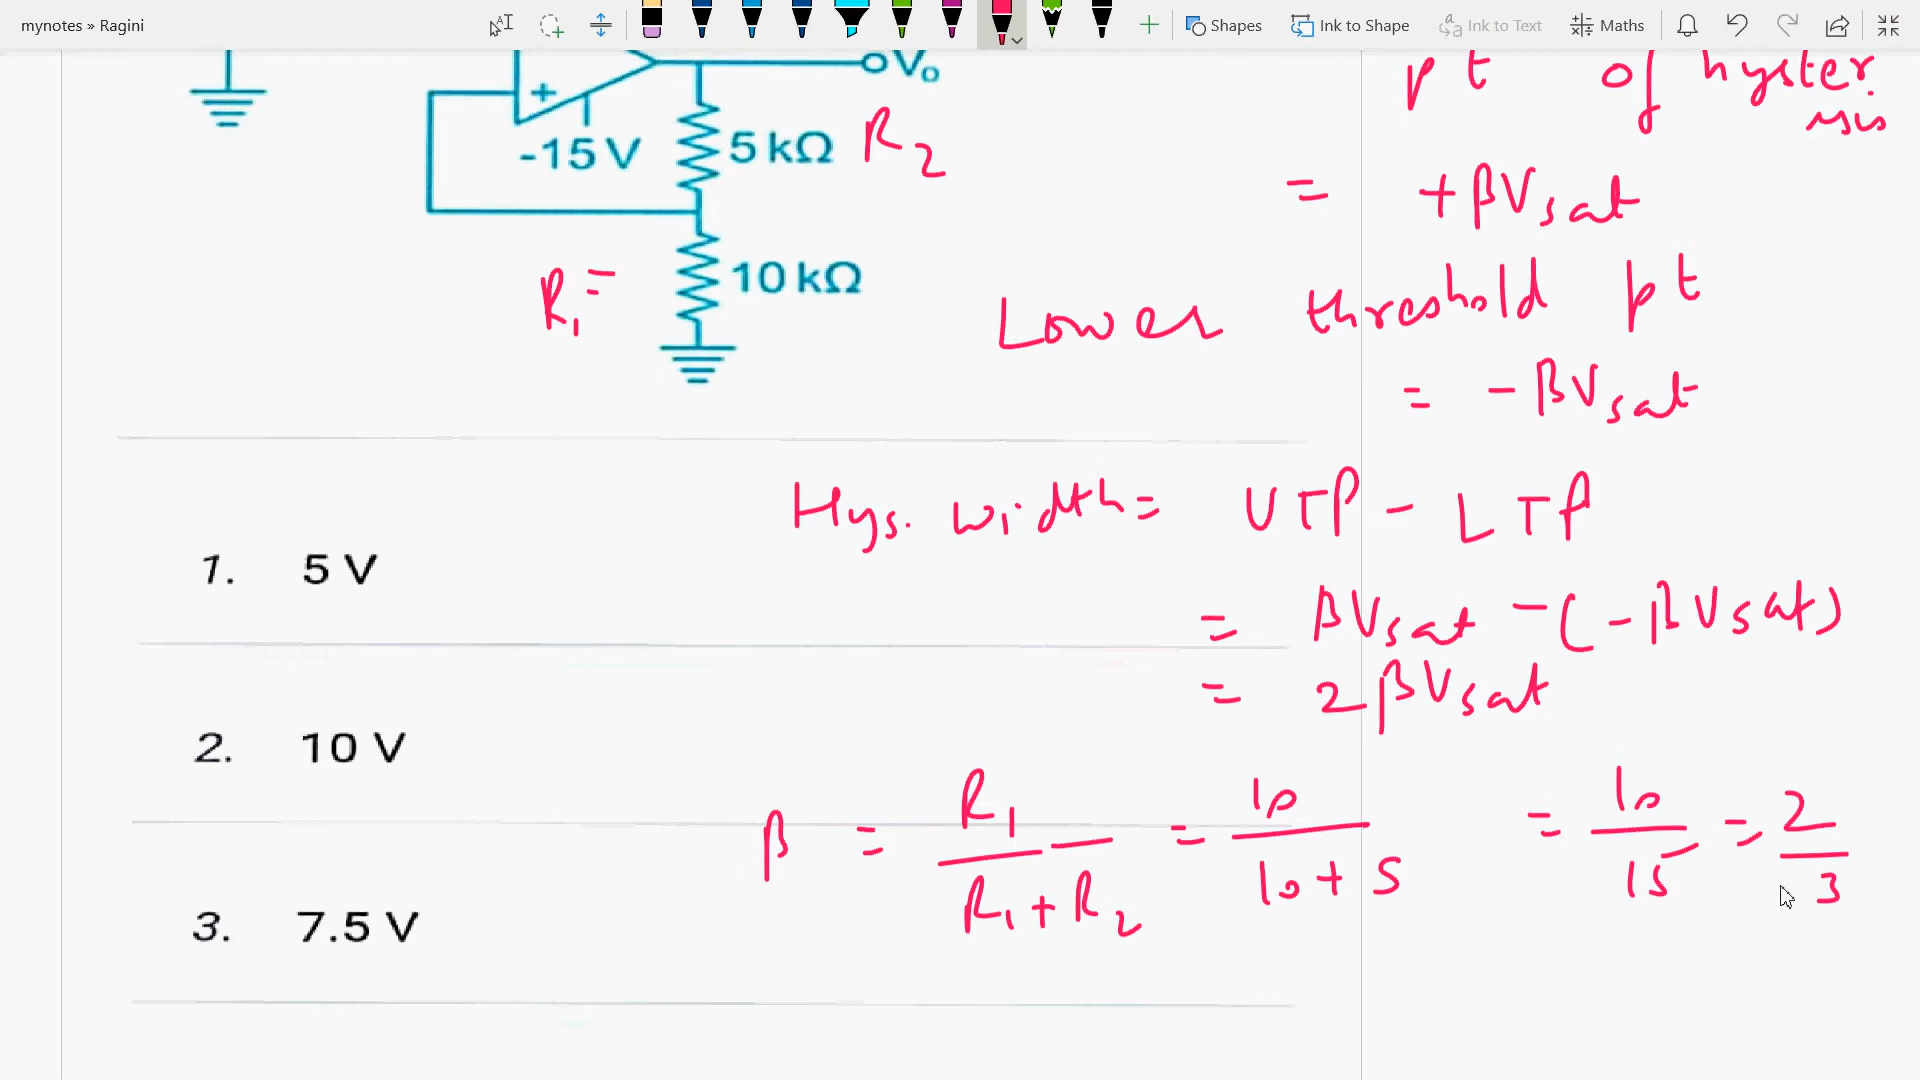 mynotes » Ragini
Shapes
Ink to Shape
Ink to Text
Maths
+
-15 V
Vo
5 kΩ R2
R1=
10 kΩ
pt of hyster
esis
= +βVsat
Lower threshold pt
= -βVsat
Hys. width = UTP - LTP
= βVsat - (-βVsat)
= 2βVsat
β = R1 / R1+R2 = 10 / 10+5 = 10 / 15 = 2 / 3
1. 5 V
2. 10 V
3. 7.5 V